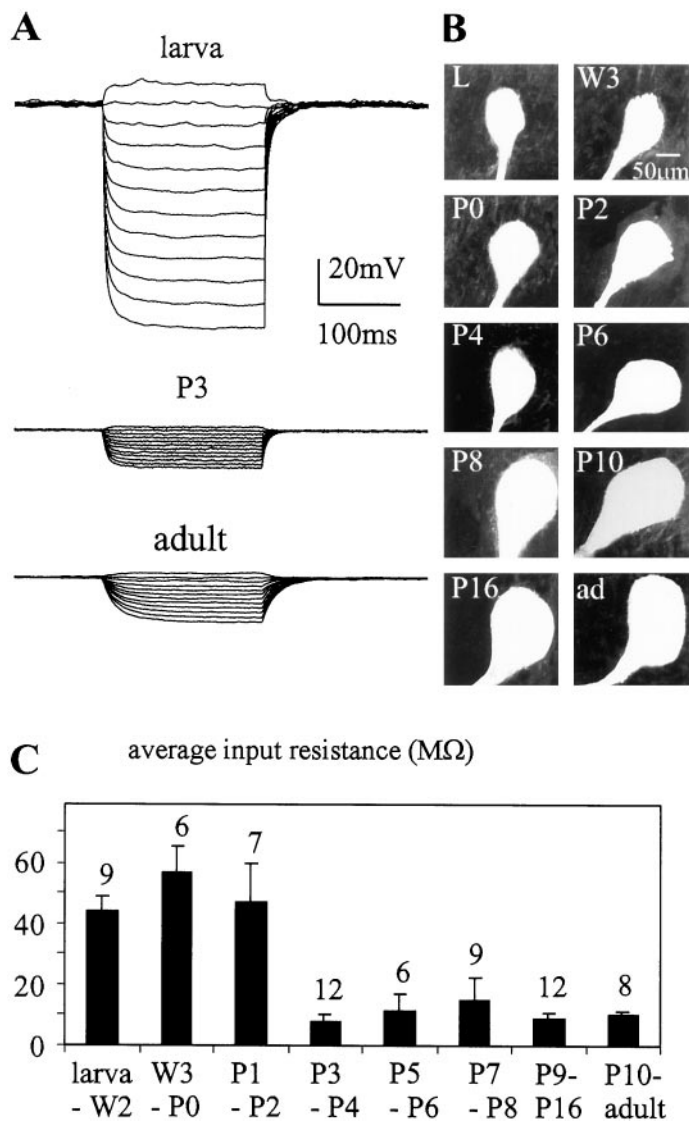 A
larva
20mV
100ms
P3
adult
B
L
W3
50μm
P0
P2
P4
P6
P8
P10
P16
ad
C
average input resistance (MΩ)
60
40
20
0
9
6
7
12
6
9
12
8
larva - W2
W3 - P0
P1 - P2
P3 - P4
P5 - P6
P7 - P8
P9- P16
P10- adult